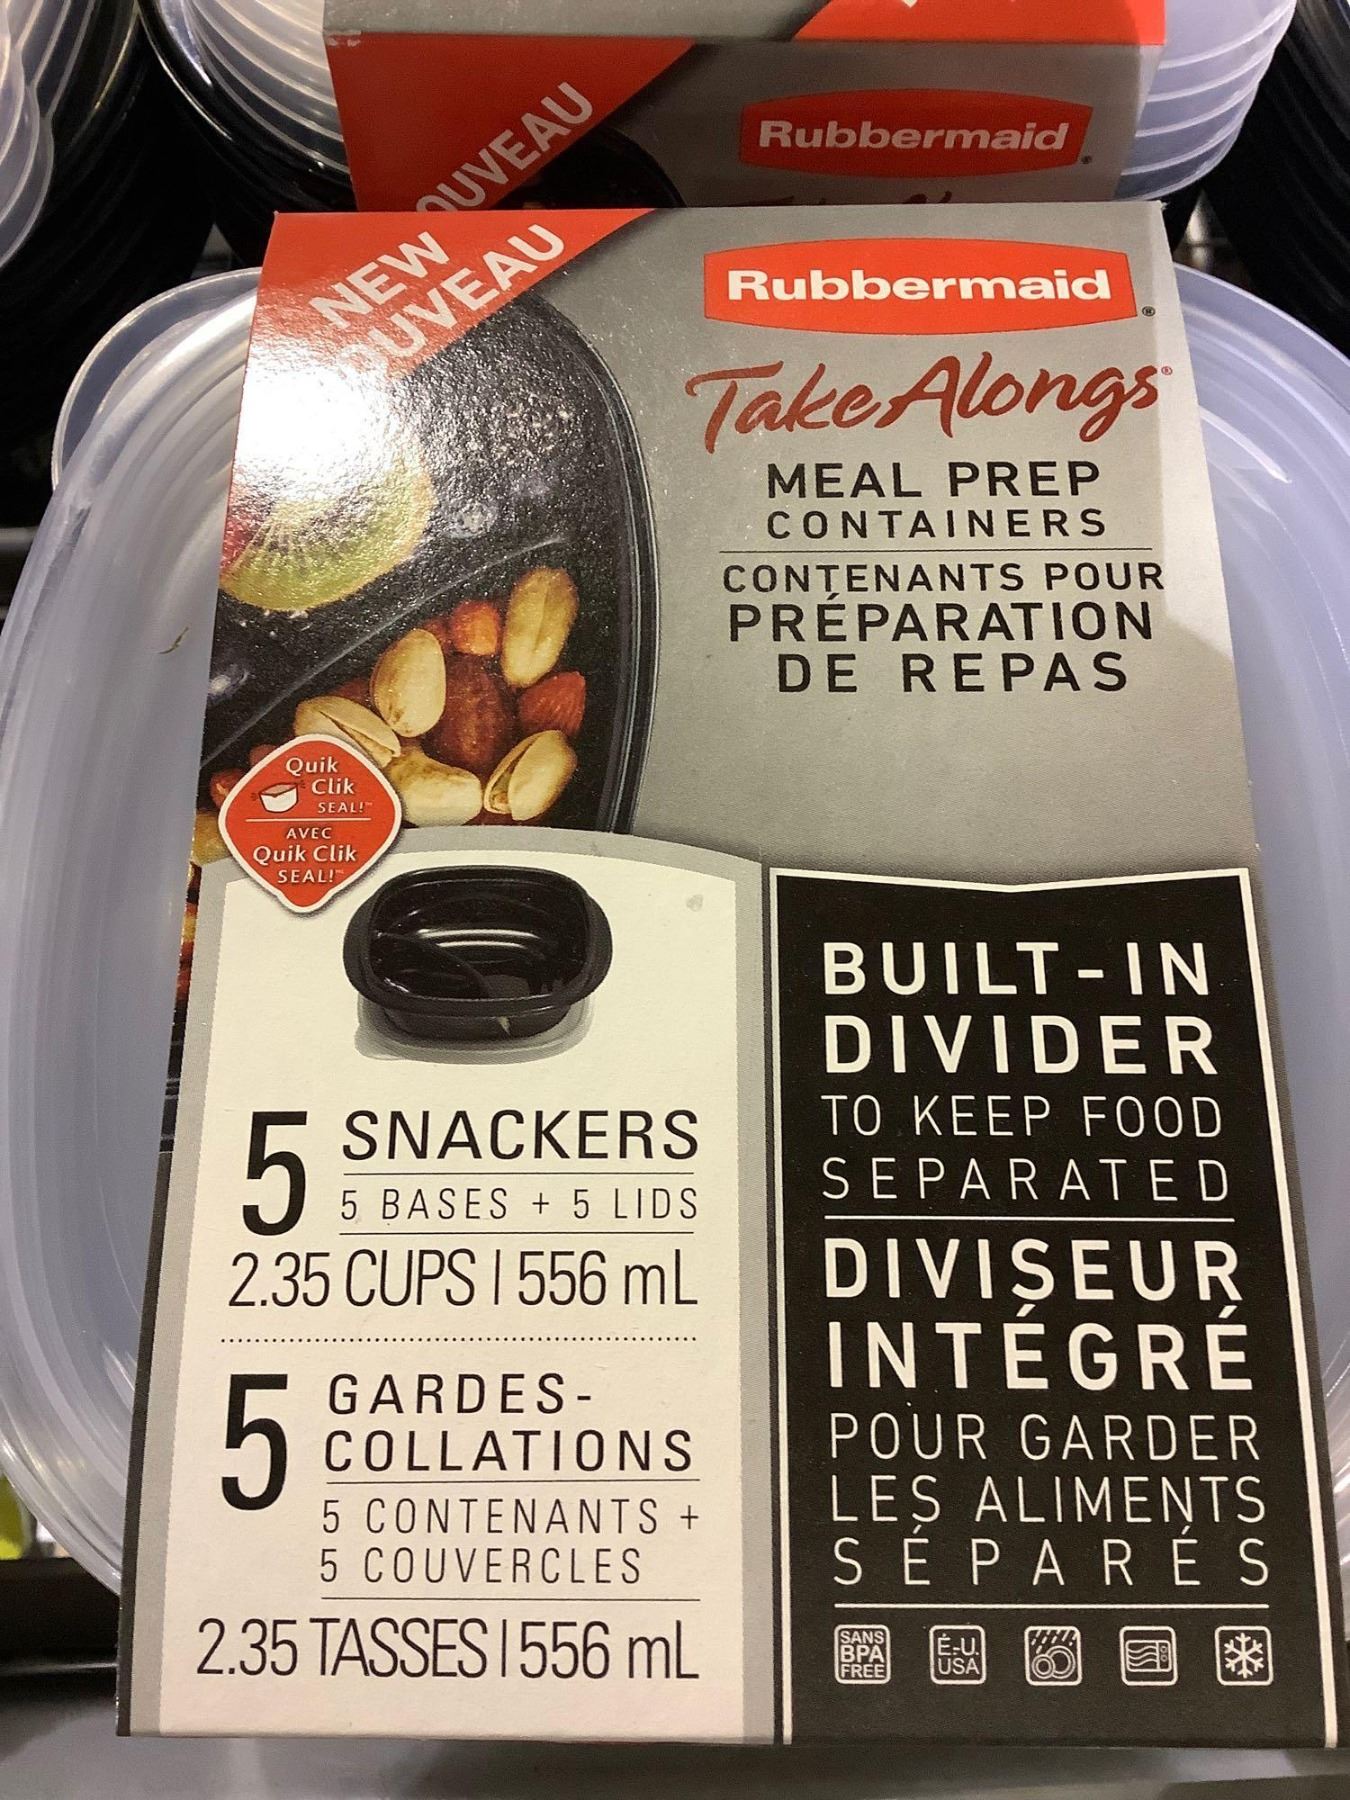 OUVEAU
Rubbermaid
NEW
OUVEAU
Rubbermaid®
TakeAlongs®
MEAL PREP
CONTAINERS
CONTENANTS POUR
PRÉPARATION
DE REPAS
Quik
Clik
SEAL!™
AVEC
Quik Clik
SEAL!™
5 SNACKERS
5 BASES + 5 LIDS
2.35 CUPS | 556 mL
5 GARDES-
COLLATIONS
5 CONTENANTS +
5 COUVERCLES
2.35 TASSES | 556 mL
BUILT-IN
DIVIDER
TO KEEP FOOD
SEPARATED
DIVISEUR
INTÉGRÉ
POUR GARDER
LES ALIMENTS
SÉPARÉS
SANS
BPA
FREE
É.-U.
USA